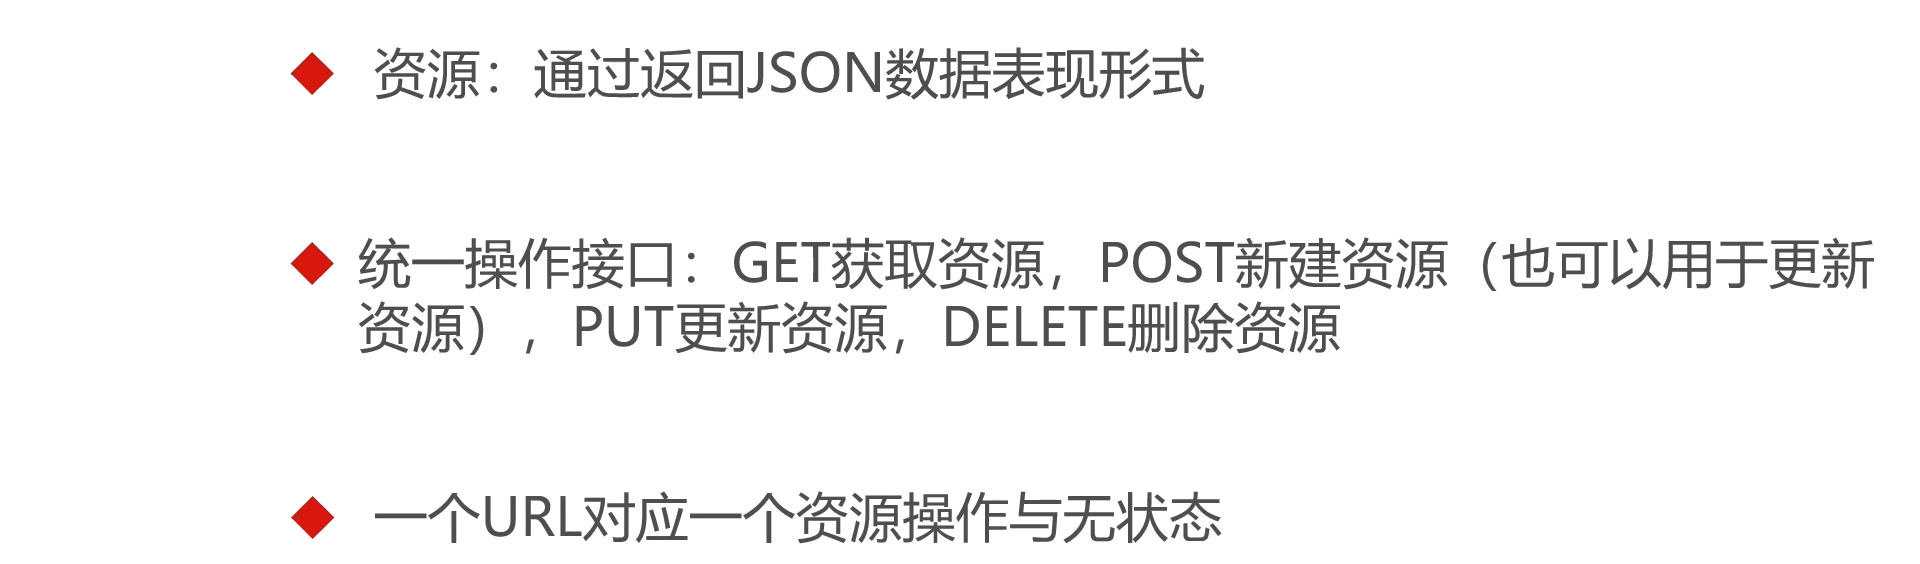 资源：通过返回JSON数据表现形式
统一操作接口：GET获取资源，POST新建资源（也可以用于更新
资源），PUT更新资源，DELETE删除资源
一个URL对应一个资源操作与无状态